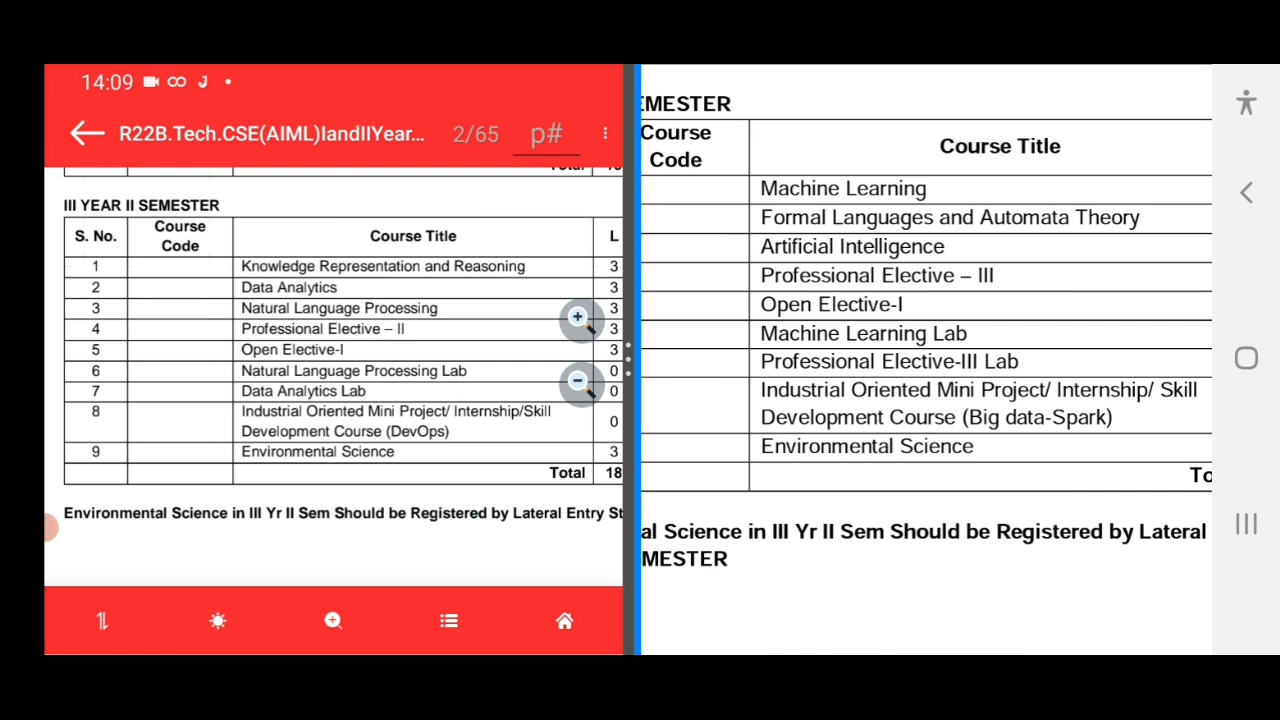 14:09
R22B.Tech.CSE(AIML)IandIIYear... 2/65 p#
Total
III YEAR II SEMESTER
S. No. Course Code Course Title L
1 Knowledge Representation and Reasoning 3
2 Data Analytics 3
3 Natural Language Processing 3
4 Professional Elective – II 3
5 Open Elective-I 3
6 Natural Language Processing Lab 0
7 Data Analytics Lab 0
8 Industrial Oriented Mini Project/ Internship/Skill
Development Course (DevOps) 0
9 Environmental Science 3
Total 18
Environmental Science in III Yr II Sem Should be Registered by Lateral Entry St
EMESTER
Course Code Course Title
Machine Learning
Formal Languages and Automata Theory
Artificial Intelligence
Professional Elective – III
Open Elective-I
Machine Learning Lab
Professional Elective-III Lab
Industrial Oriented Mini Project/ Internship/ Skill
Development Course (Big data-Spark)
Environmental Science
To
al Science in III Yr II Sem Should be Registered by Lateral
MESTER